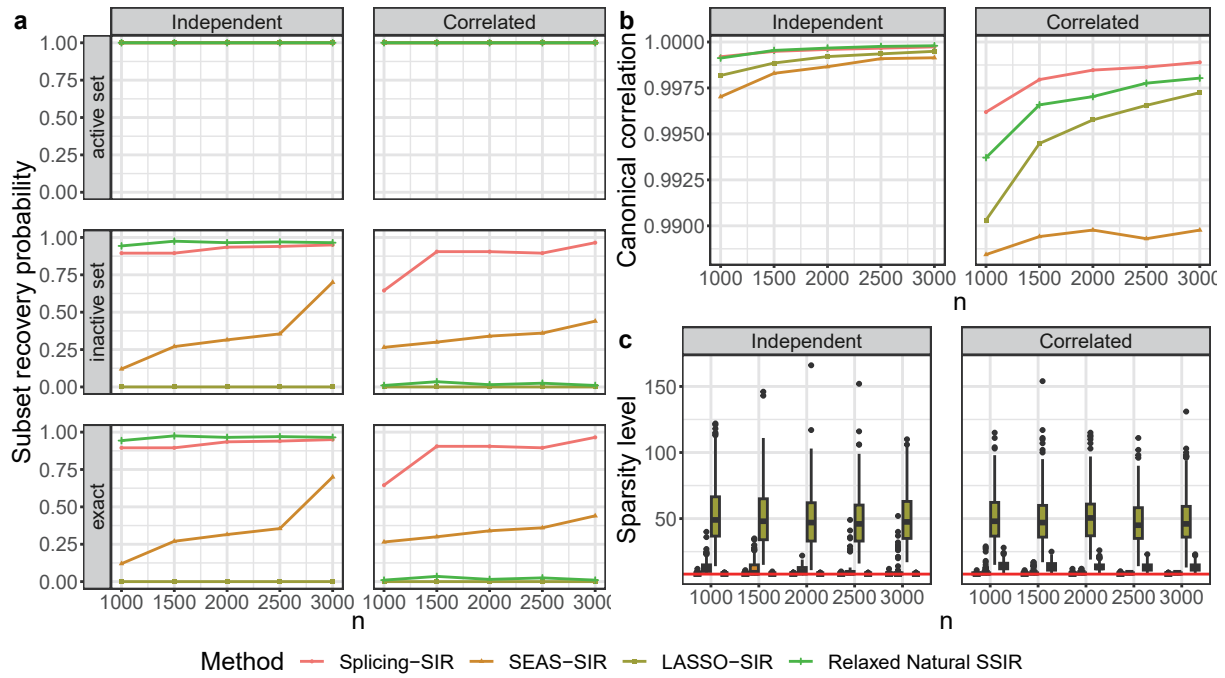 a
Independent
Correlated
Subset recovery probability
active set
1.00
0.75
0.50
0.25
0.00
inactive set
1.00
0.75
0.50
0.25
0.00
exact
1.00
0.75
0.50
0.25
0.00
1000 1500 2000 2500 3000
1000 1500 2000 2500 3000
n
b
Independent
Correlated
Canonical correlation
1.0000
0.9975
0.9950
0.9925
0.9900
1000 1500 2000 2500 3000
1000 1500 2000 2500 3000
n
c
Independent
Correlated
Sparsity level
150
100
50
1000 1500 2000 2500 3000
1000 1500 2000 2500 3000
n
Method Splicing-SIR SEAS-SIR LASSO-SIR Relaxed Natural SSIR